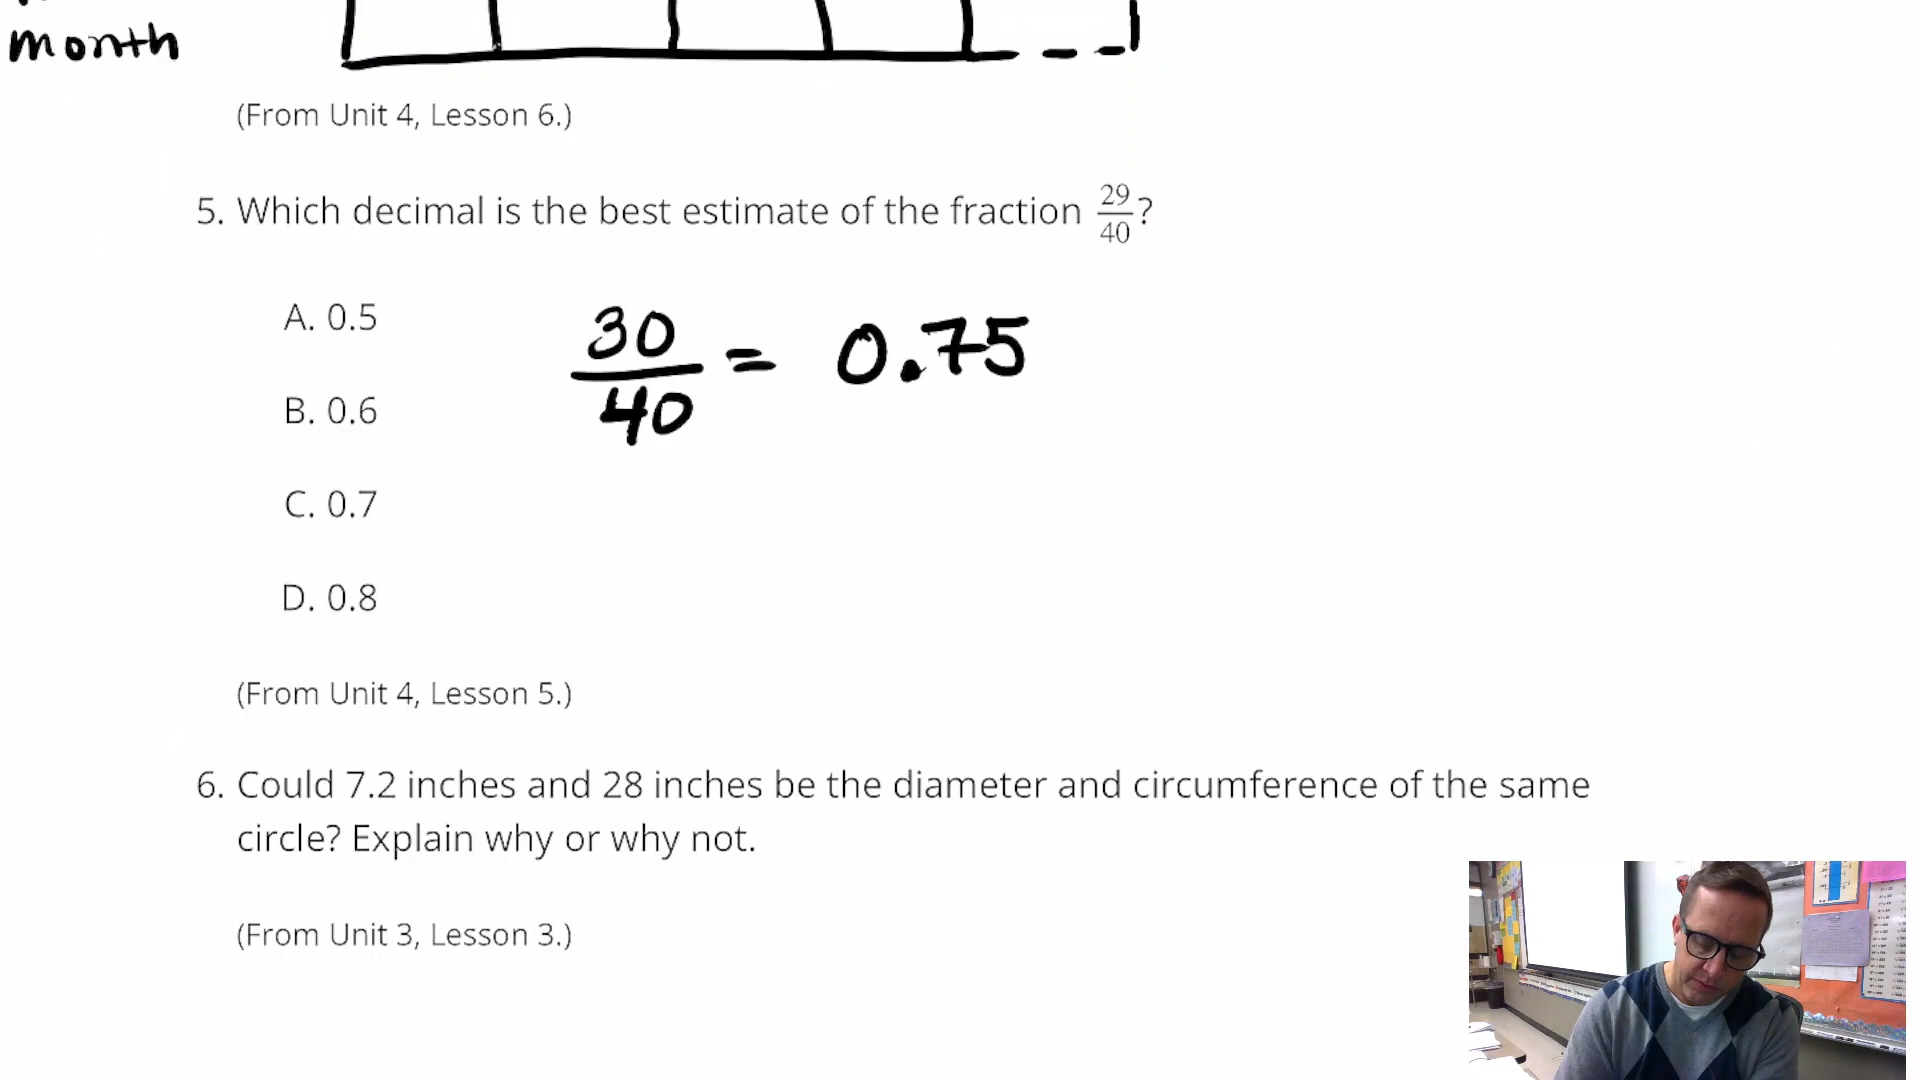 month
(From Unit 4, Lesson 6.)
5. Which decimal is the best estimate of the fraction 29/40?
A. 0.5
30/40 = 0.75
B. 0.6
C. 0.7
D. 0.8
(From Unit 4, Lesson 5.)
6. Could 7.2 inches and 28 inches be the diameter and circumference of the same
circle? Explain why or why not.
(From Unit 3, Lesson 3.)